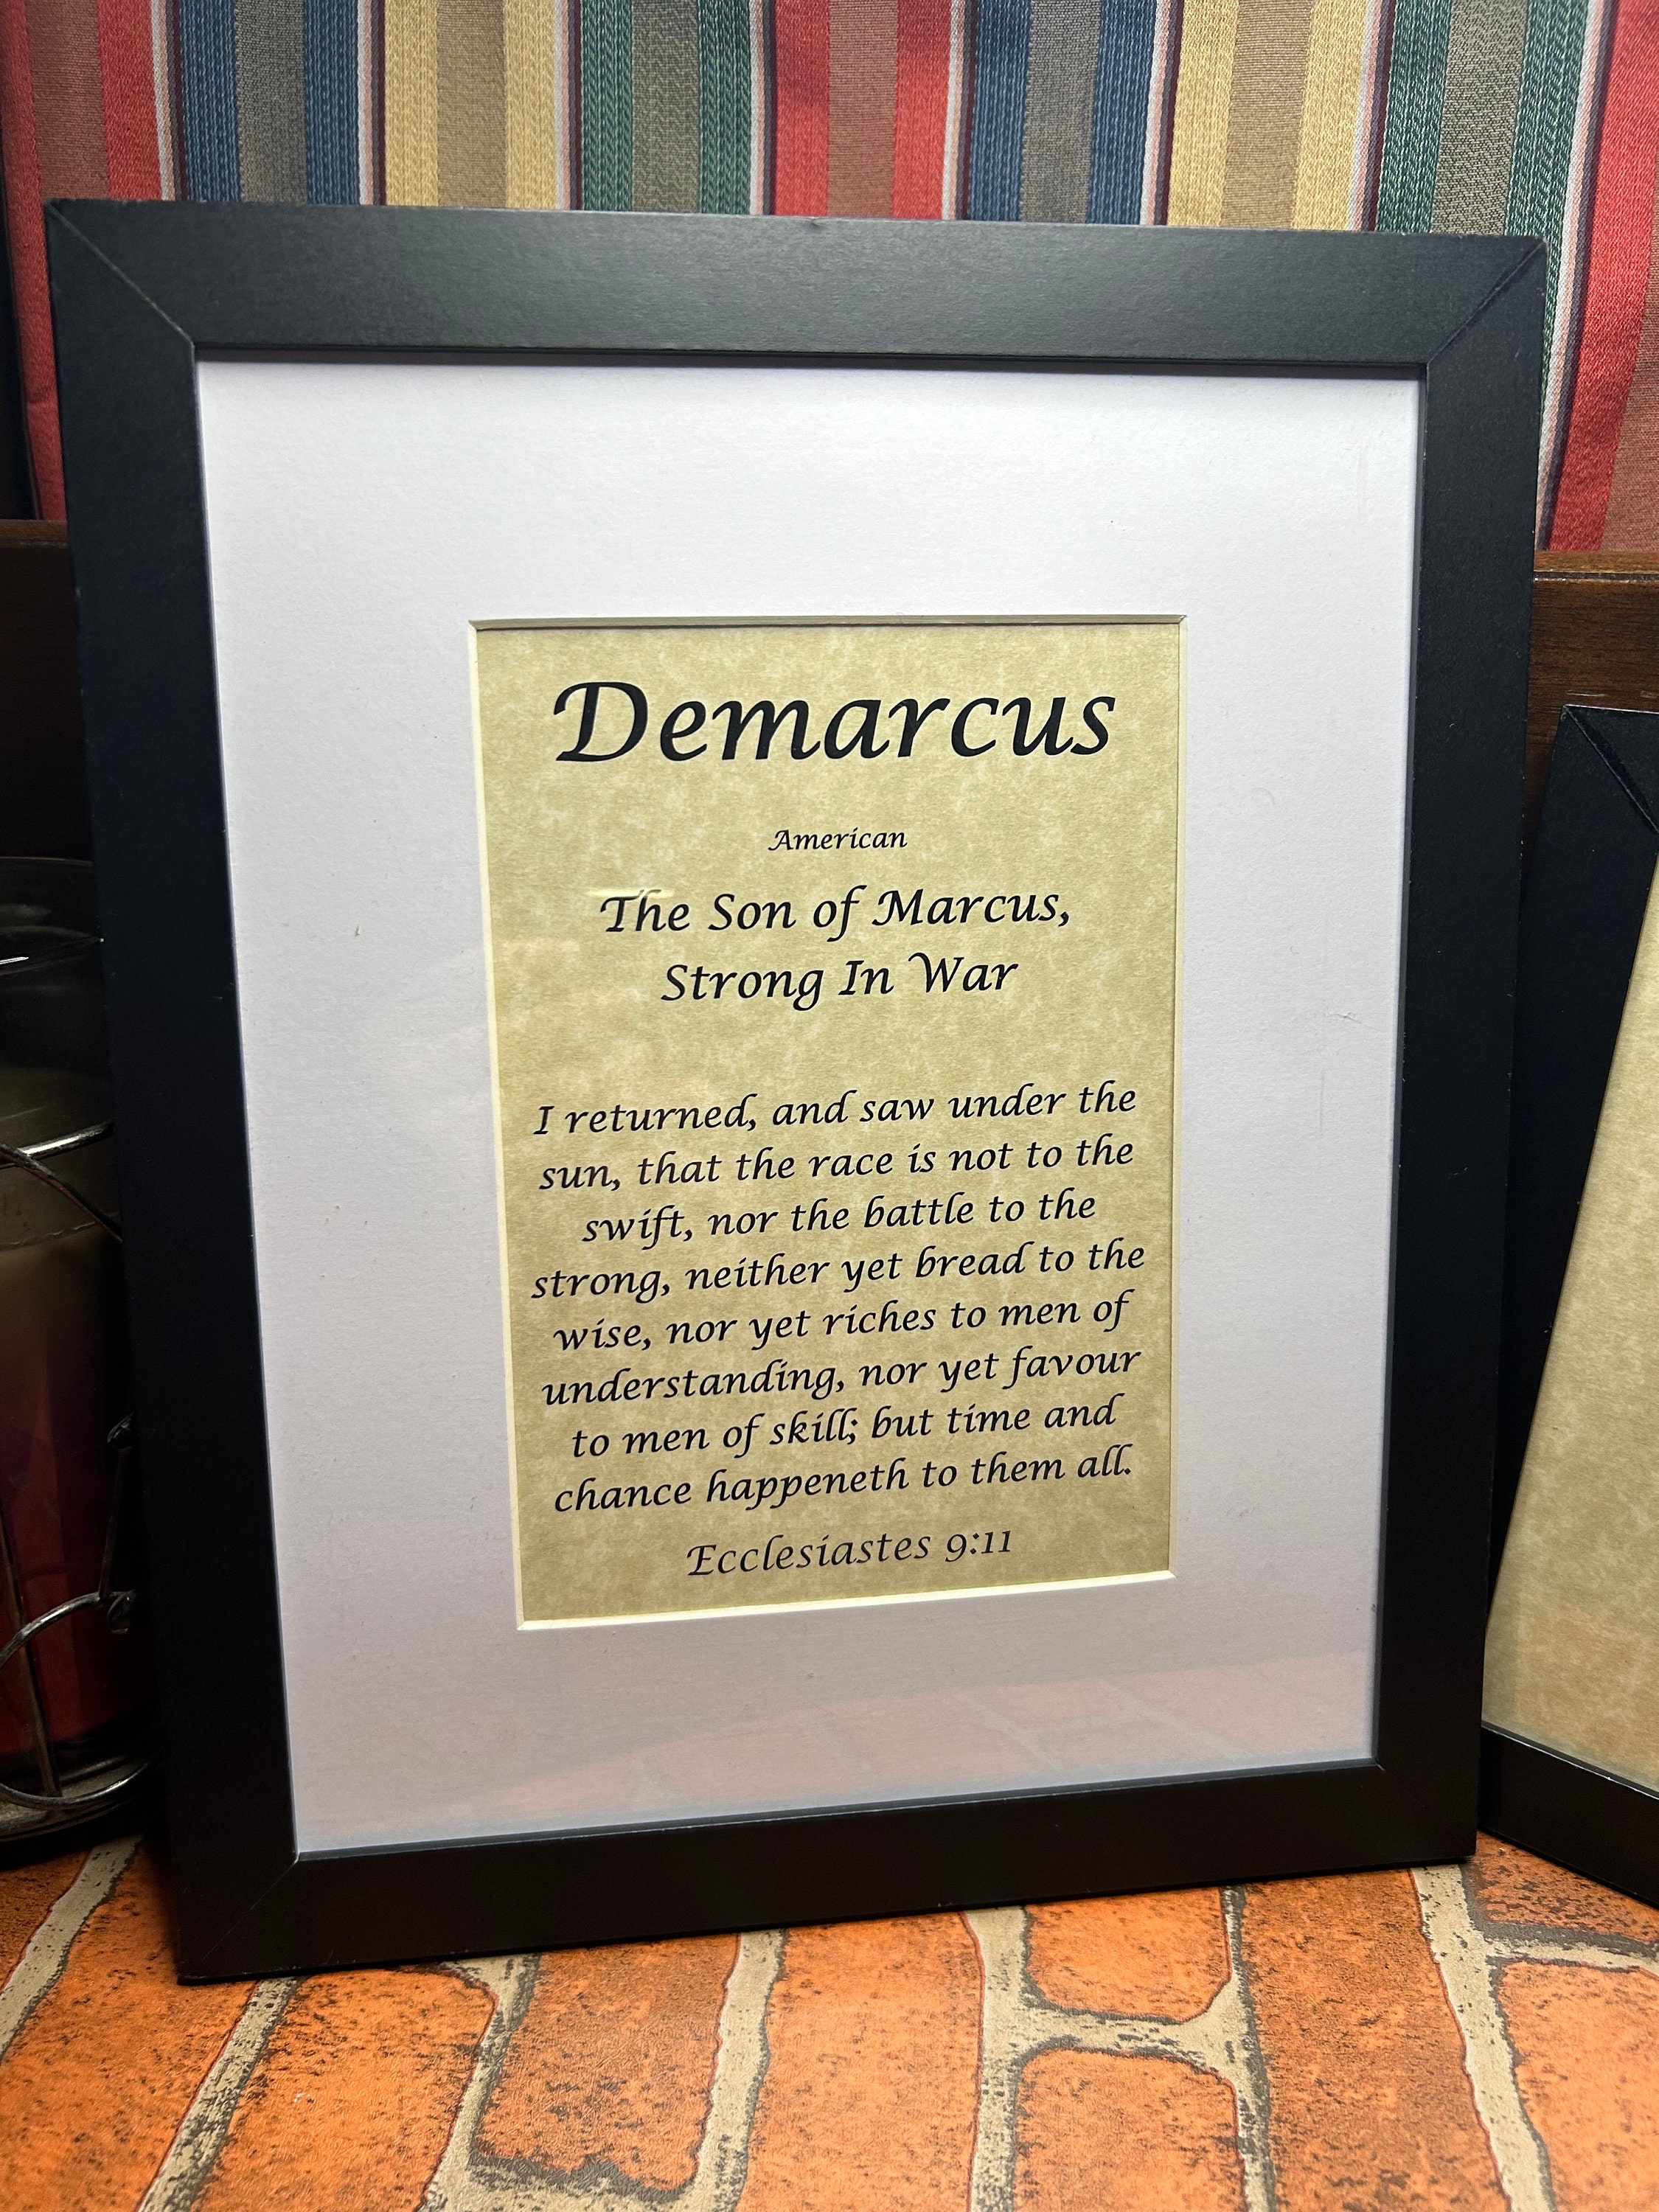 Demarcus
American
The Son of Marcus,
Strong In War
I returned, and saw under the
sun, that the race is not to the
swift, nor the battle to the
strong, neither yet bread to the
wise, nor yet riches to men of
understanding, nor yet favour
to men of skill; but time and
chance happeneth to them all.
Ecclesiastes 9:11